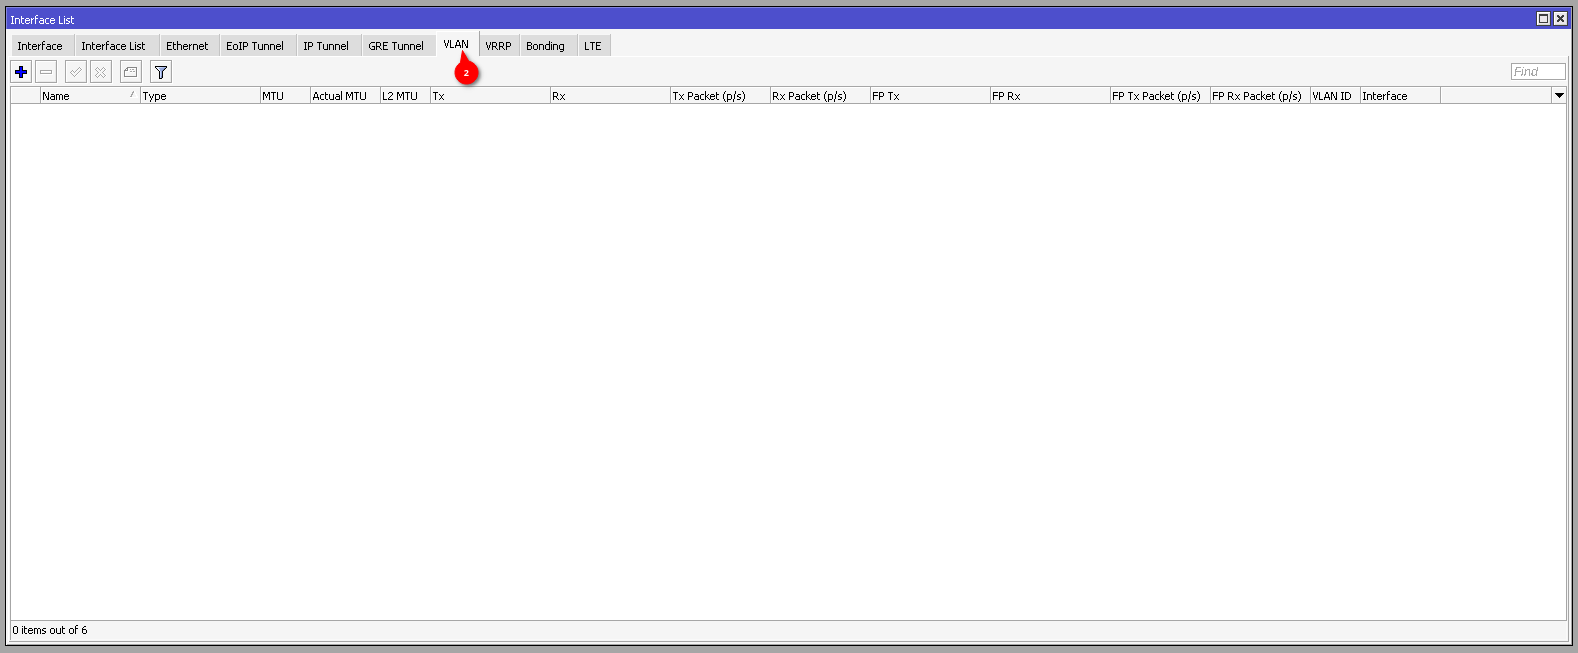 Interface List
Interface Interface List Ethernet EoIP Tunnel IP Tunnel GRE Tunnel VLAN VRRP Bonding LTE
2
Find
Name Type MTU Actual MTU L2 MTU Tx Rx Tx Packet (p/s) Rx Packet (p/s) FP Tx FP Rx FP Tx Packet (p/s) FP Rx Packet (p/s) VLAN ID Interface
0 items out of 6